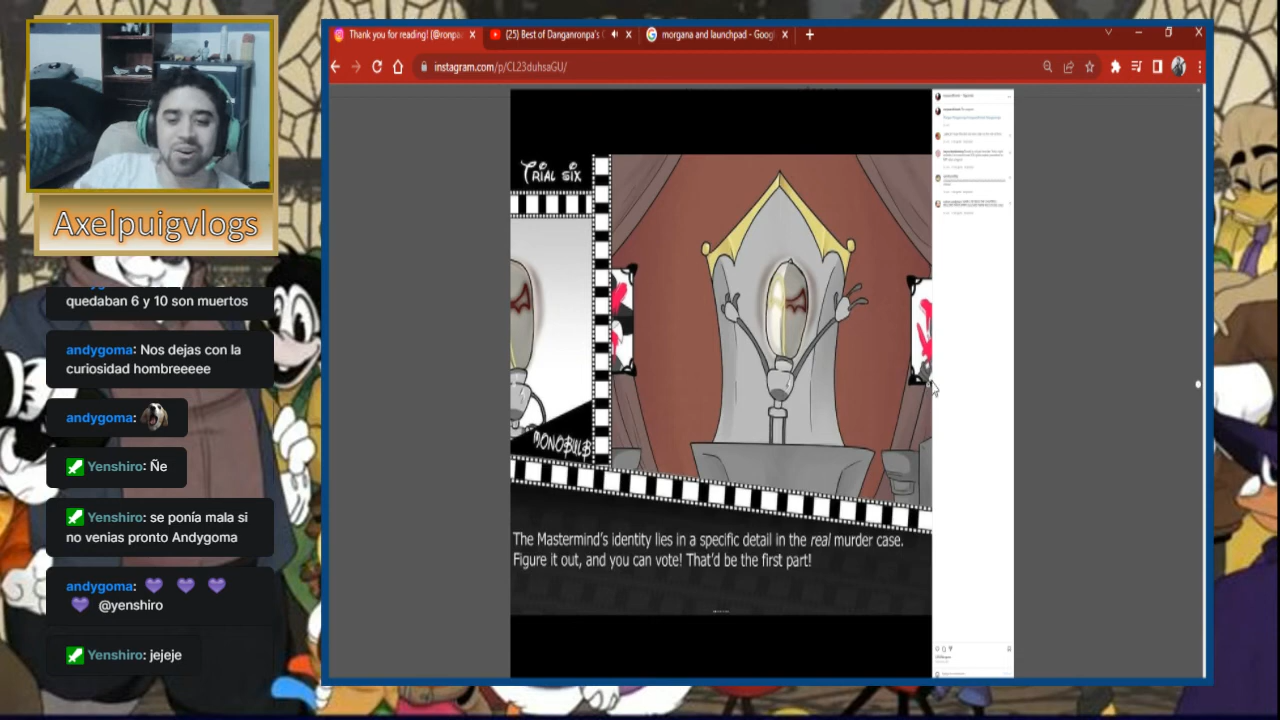 Thank you for reading! (@ronpa
(25) Best of Danganronpa's
morgana and launchpad - Goog
instagram.com/p/CL23duhsaGU/
Axelpuigvlogs
quedaban 6 y 10 son muertos
andygoma: Nos dejas con la
curiosidad hombreeeee
andygoma:
Yenshiro: Ñe
Yenshiro: se ponía mala si
no venias pronto Andygoma
andygoma:
@yenshiro
Yenshiro: jejeje
TRIAL SIX
MONOBULB
The Mastermind's identity lies in a specific detail in the real murder case.
Figure it out, and you can vote! That'd be the first part!